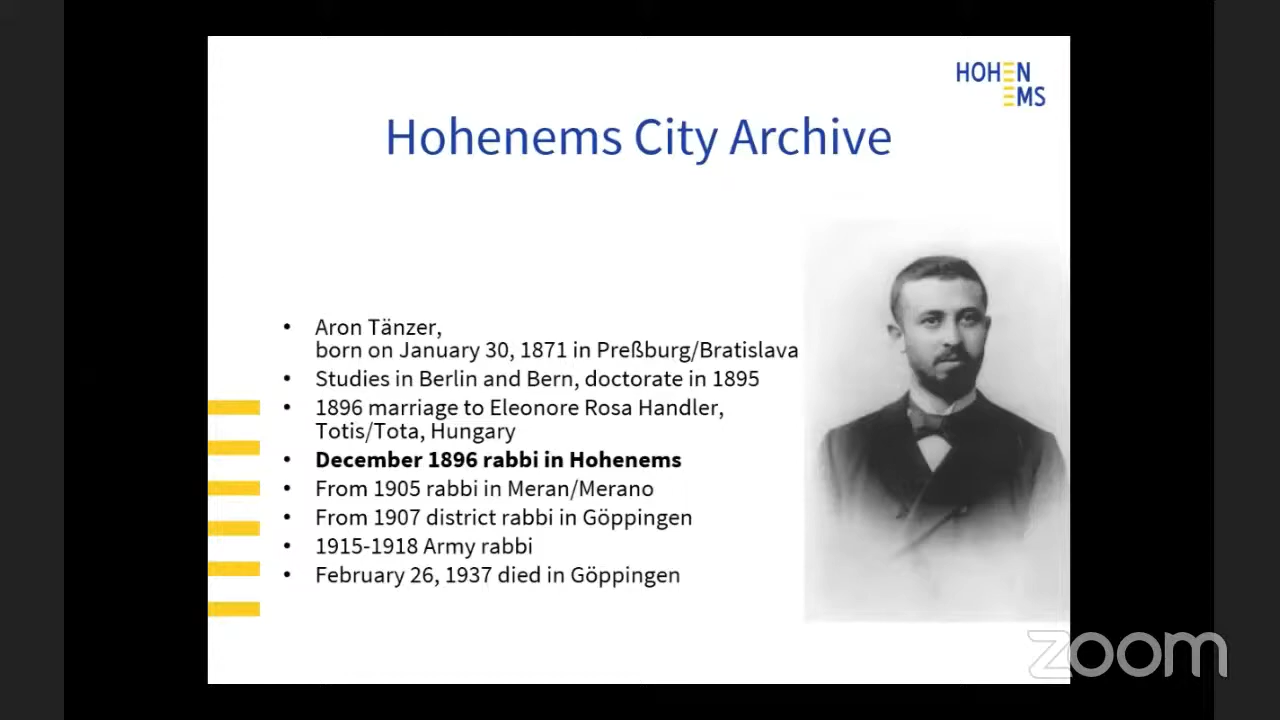 HOHENEMS
Hohenems City Archive
• Aron Tänzer,
born on January 30, 1871 in Preßburg/Bratislava
• Studies in Berlin and Bern, doctorate in 1895
• 1896 marriage to Eleonore Rosa Handler,
Totis/Tota, Hungary
• December 1896 rabbi in Hohenems
• From 1905 rabbi in Meran/Merano
• From 1907 district rabbi in Göppingen
• 1915-1918 Army rabbi
• February 26, 1937 died in Göppingen
zoom